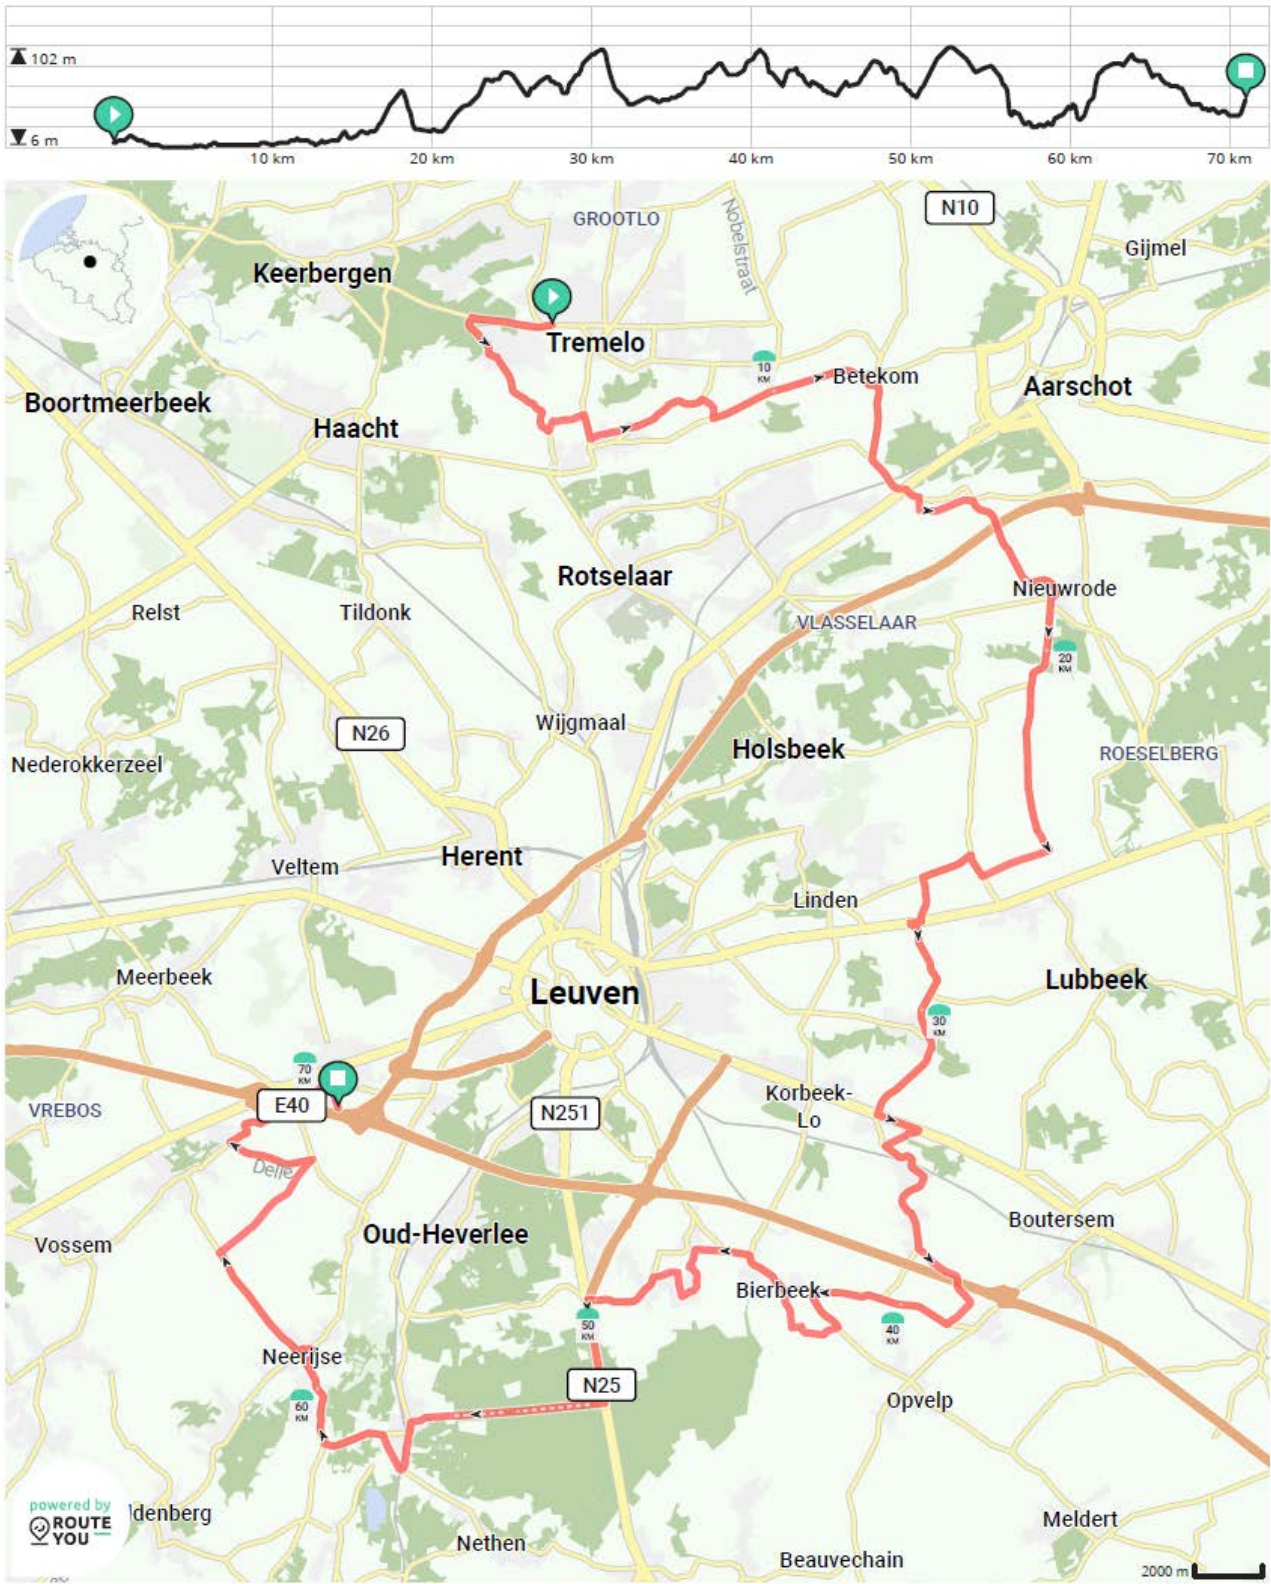 102 m
6 m
10 km
20 km
30 km
40 km
50 km
60 km
70 km
N10
GROOTLO
Nobelstraat
Gijmel
Keerbergen
Tremelo
10
KM
Betekom
Aarschot
Boortmeerbeek
Haacht
Rotselaar
Nieuwrode
Relst
Tildonk
VLASSELAAR
20
KM
Wijgmaal
N26
Holsbeek
ROESELBERG
Nederokkerzeel
Herent
Veltem
Linden
Meerbeek
Leuven
Lubbeek
30
KM
70
KM
Korbeek-
Lo
E40
VREBOS
N251
Delle
Boutersem
Oud-Heverlee
Vossem
Bierbeek
50
KM
40
KM
Neerijse
N25
60
KM
Opvelp
powered by
ROUTE
YOU
ldenberg
Meldert
Nethen
Beauvechain
2000 m